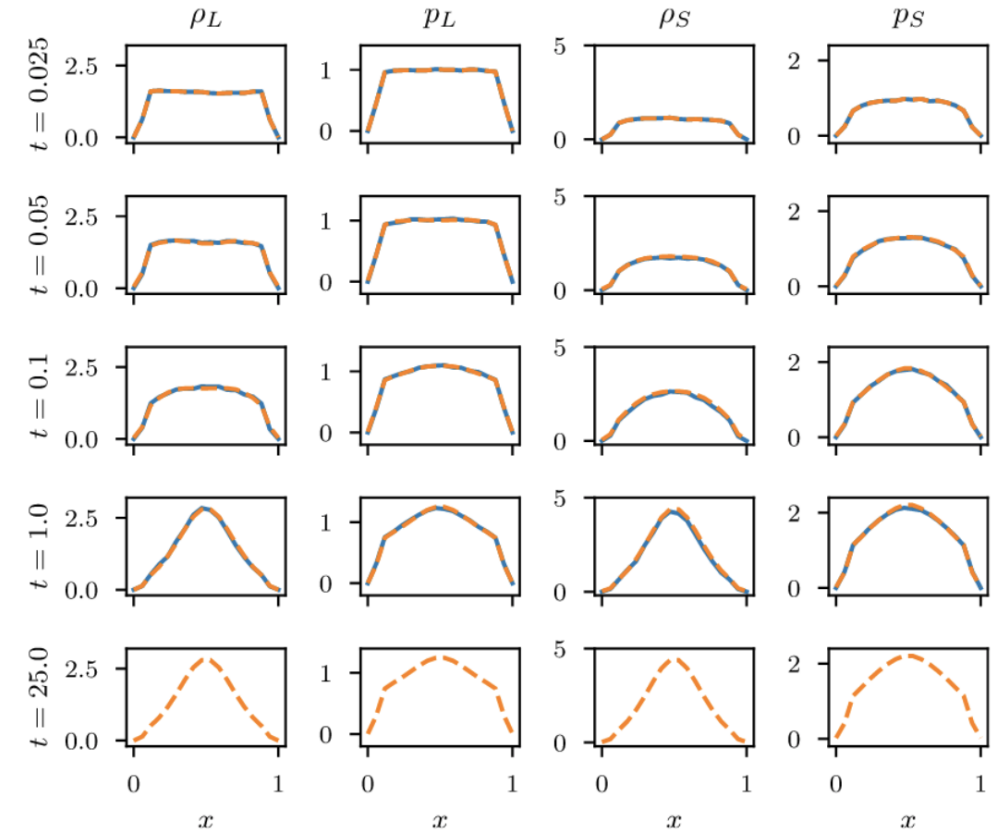 ρ_L p_L ρ_S p_S
t = 0.025 2.5 0.0 1 0 5 0 2 0
t = 0.05 2.5 0.0 1 0 5 0 2 0
t = 0.1 2.5 0.0 1 0 5 0 2 0
t = 1.0 2.5 0.0 1 0 5 0 2 0
t = 25.0 2.5 0.0 1 0 5 0 2 0
0 1 0 1 0 1 0 1
x x x x